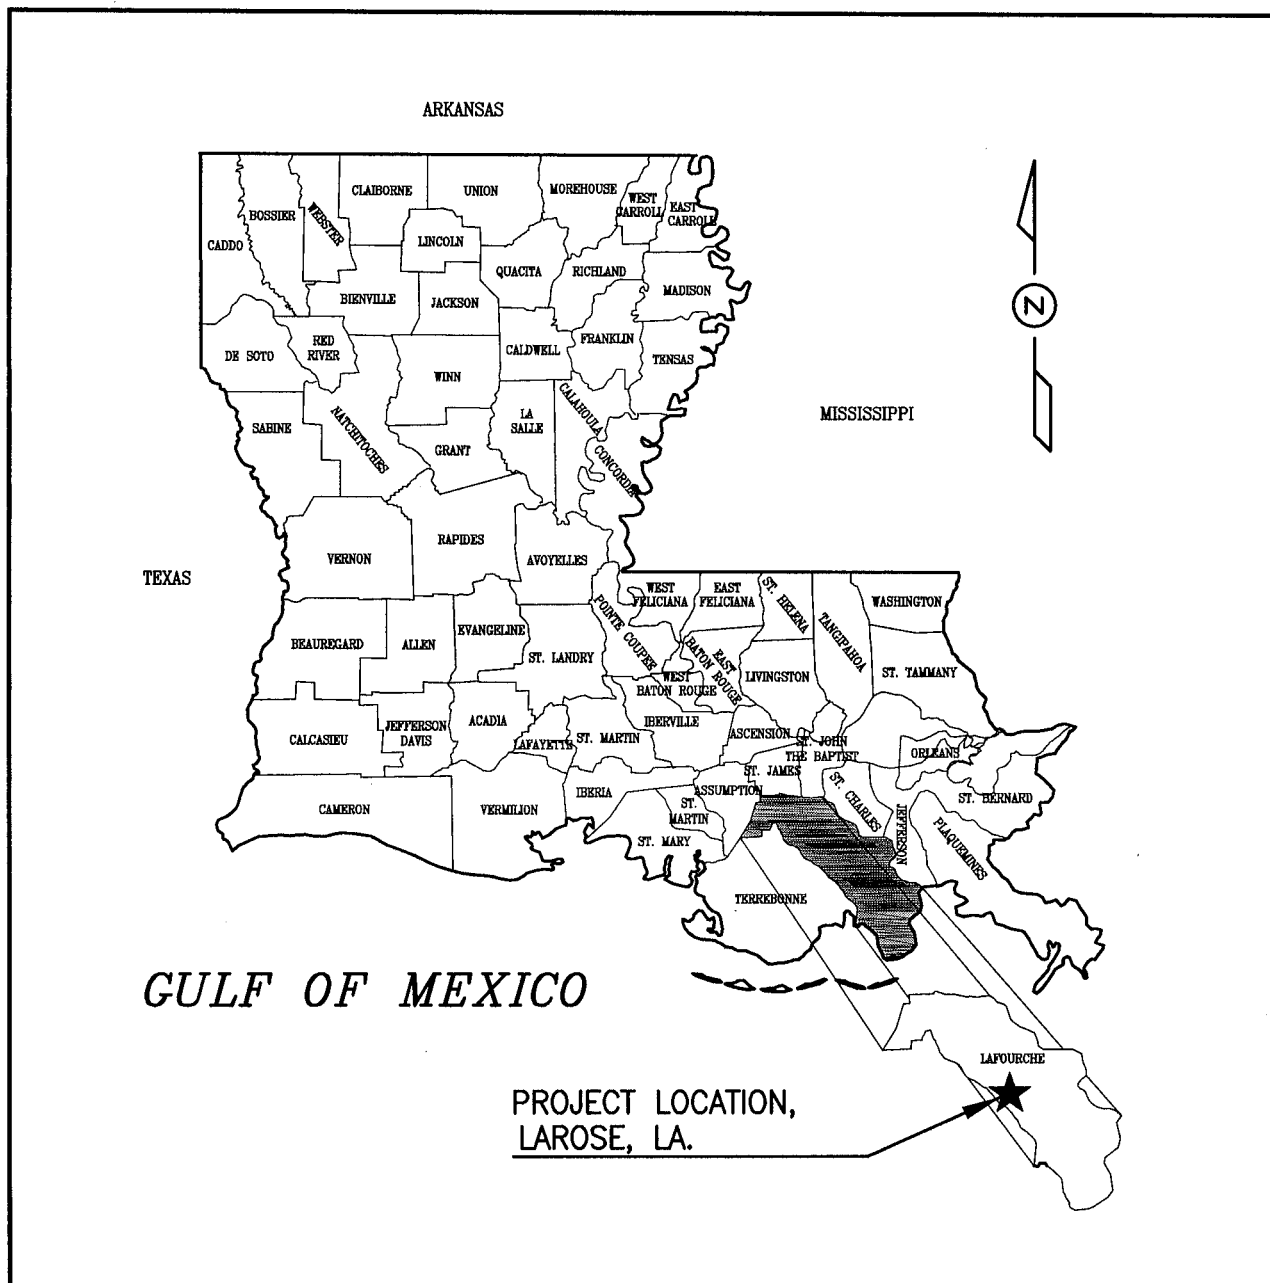 ARKANSAS
CLAIBORNE
UNION
MOREHOUSE
WEST
CARROLL
EAST
CARROLL
BOSSIER
WEBSTER
CADDO
LINCOLN
QUACITA
RICHLAND
MADISON
BIENVILLE
JACKSON
FRANKLIN
RED
RIVER
DE SOTO
CALDWELL
TENSAS
WINN
N
MISSISSIPPI
SABINE
NATCHITOCHES
LA
SALLE
CALAHOULA
GRANT
CONCORDIA
RAPIDES
VERNON
AVOYELLES
TEXAS
WEST
FELICIANA
EAST
FELICIANA
ST. HELENA
WASHINGTON
TANGIPAHOA
POINTE COUPEE
BEAUREGARD
ALLEN
EVANGELINE
ST. LANDRY
EAST
BATON ROUGE
WEST
BATON ROUGE
LIVINGSTON
ST. TAMMANY
CALCASIEU
JEFFERSON
DAVIS
ACADIA
LAFAYETTE
ST. MARTIN
IBERVILLE
ASCENSION
ST. JOHN
THE BAPTIST
ORLEANS
ST. JAMES
ST. CHARLES
ST. BERNARD
CAMERON
VERMILION
IBERIA
ASSUMPTION
ST.
MARTIN
ST. MARY
JEFFERSON
PLAQUEMINES
TERREBONNE
GULF OF MEXICO
LAFOURCHE
PROJECT LOCATION,
LAROSE, LA.